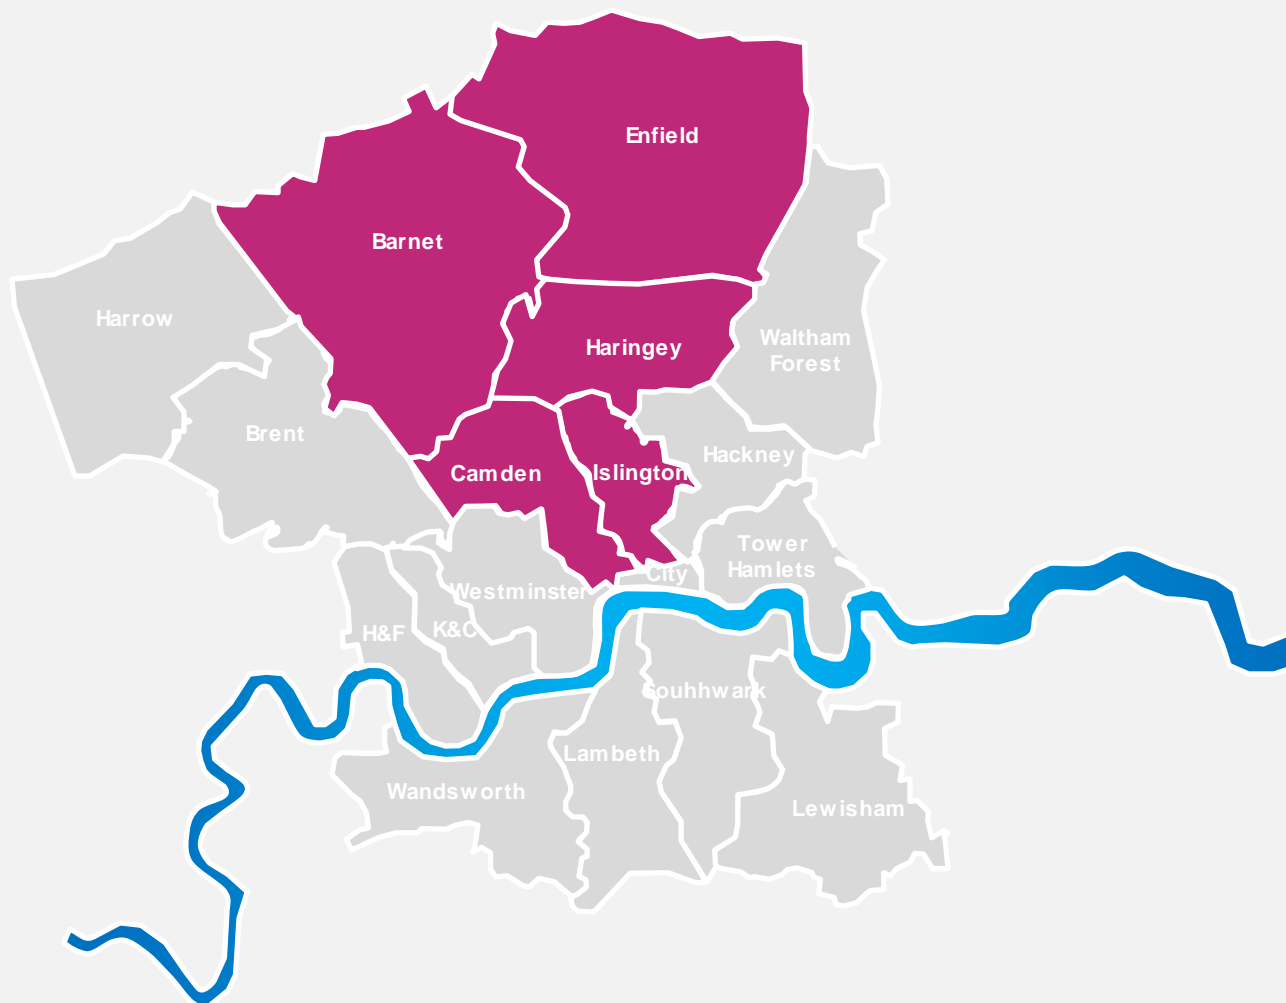 Enfield
Barnet
Harrow
Waltham
Forest
Haringey
Brent
Hackney
Camden
Islington
Tower
Hamlets
City
Westminster
H&F
K&C
Souhhwark
Lambeth
Wandsworth
Lewisham